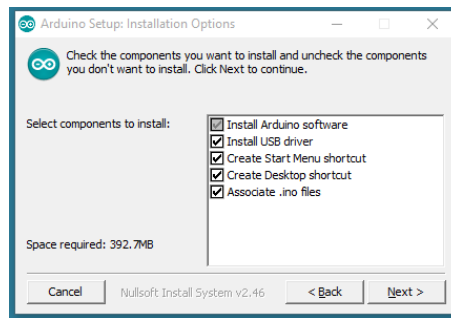 Arduino Setup: Installation Options
Check the components you want to install and uncheck the components
you don't want to install. Click Next to continue.
Select components to install:
Install Arduino software
Install USB driver
Create Start Menu shortcut
Create Desktop shortcut
Associate .ino files
Space required: 392.7MB
Cancel
Nullsoft Install System v2.46
< Back
Next >